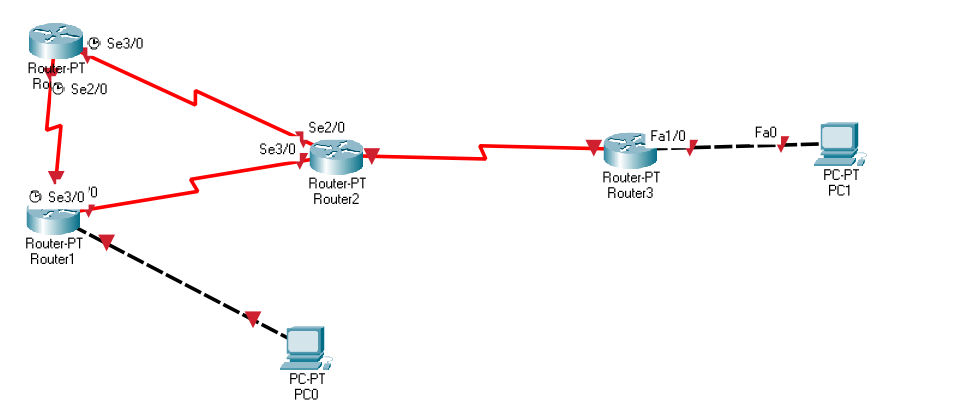 Se3/0
Router-PT
Se2/0
Se2/0
Se3/0
Router-PT
Router2
Fa1/0
Fa0
Router-PT
Router3
PC-PT
PC1
Se3/0
Router-PT
Router1
PC-PT
PC0